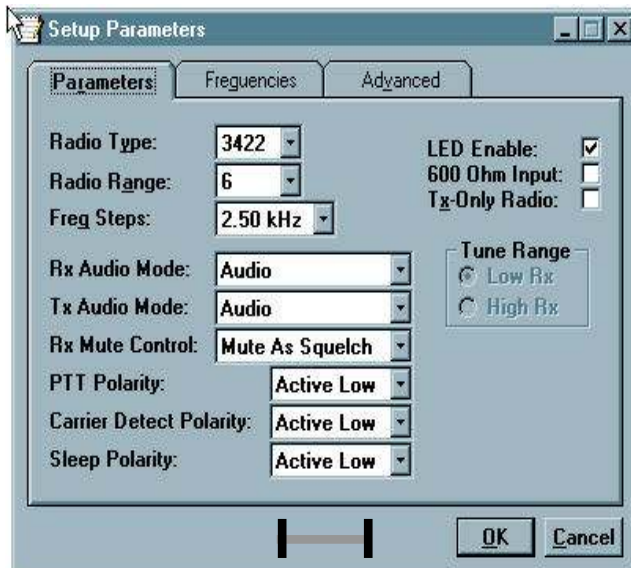 Setup Parameters
Parameters
Frequencies
Advanced
Radio Type:
3422
Radio Range:
6
Freq Steps:
2.50 kHz
LED Enable:
600 Ohm Input:
Tx-Only Radio:
Tune Range
Low Rx
High Rx
Rx Audio Mode:
Audio
Tx Audio Mode:
Audio
Rx Mute Control:
Mute As Squelch
PTT Polarity:
Active Low
Carrier Detect Polarity:
Active Low
Sleep Polarity:
Active Low
OK
Cancel